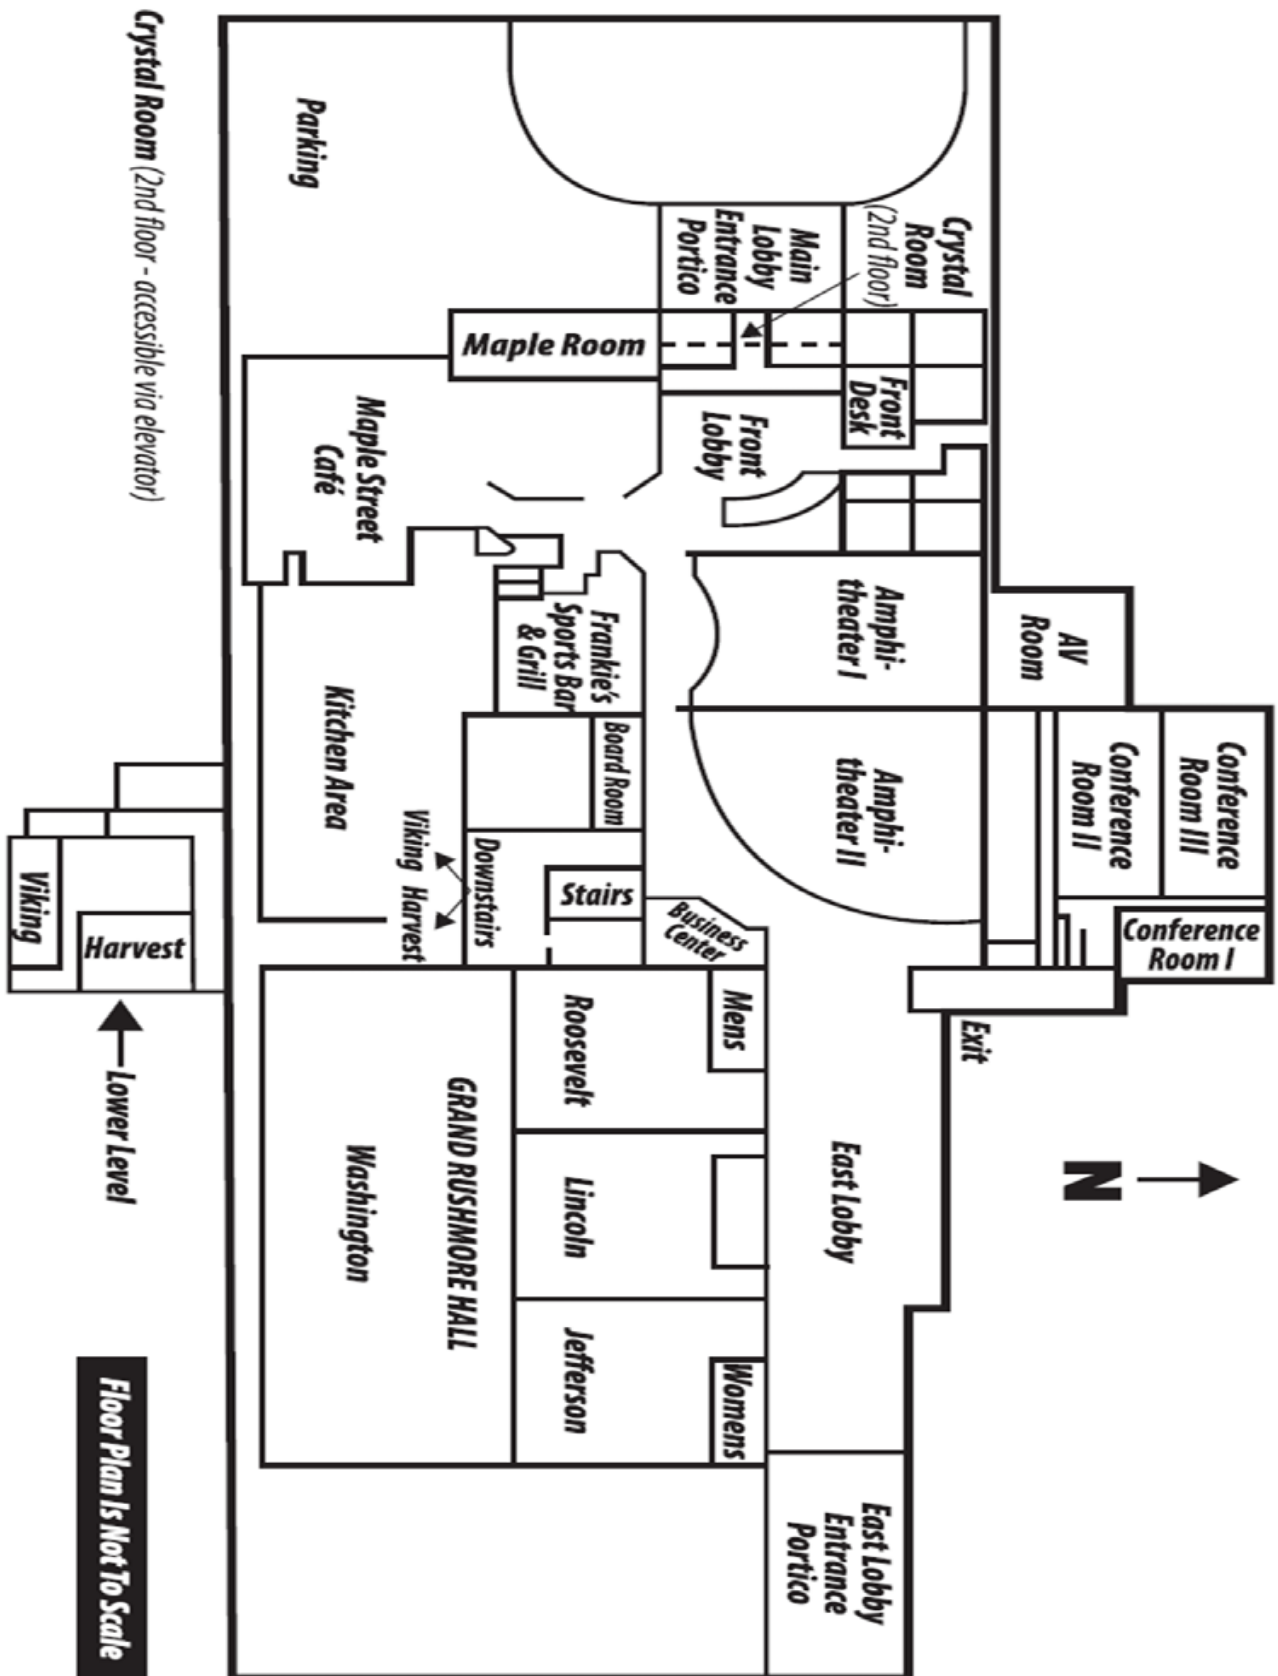 Conference
Room III
Conference
Room II
Conference
Room I
AV
Room
Exit
N
Crystal
Room
(2nd floor)
Front
Desk
Amphi-
theater I
Amphi-
theater II
East Lobby
East Lobby
Entrance
Portico
Main
Lobby
Entrance
Portico
Front
Lobby
Business
Center
Mens
Womens
Maple Room
Frankie's
Sports Bar
& Grill
Board Room
Stairs
Downstairs
Viking Harvest
Roosevelt
Lincoln
Jefferson
GRAND RUSHMORE HALL
Washington
Parking
Maple Street
Café
Kitchen Area
Crystal Room (2nd floor - accessible via elevator)
Harvest
Viking
Lower Level
Floor Plan Is Not To Scale